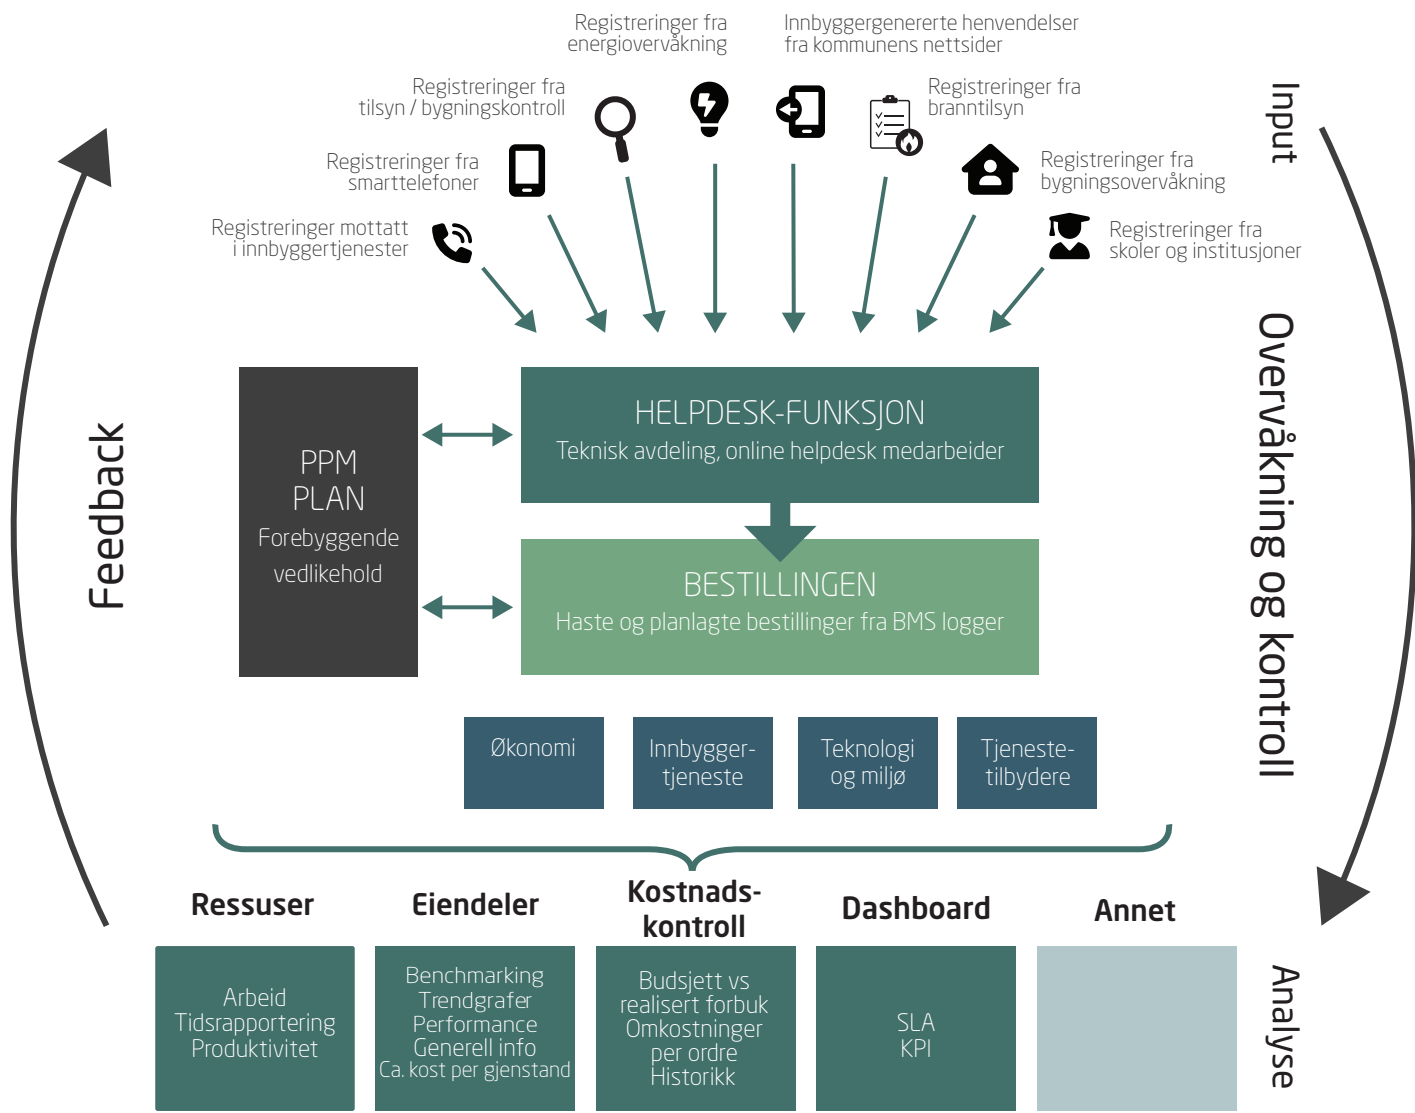 Registreringer fra
energiovervåkning
Innbyggergenererte henvendelser
fra kommunens nettsider
Registreringer fra
tilsyn / bygningskontroll
Registreringer fra
branntilsyn
Registreringer fra
smarttelefoner
Registreringer fra
bygningsovervåkning
Registreringer mottatt
i innbyggertjenester
Registreringer fra
skoler og institusjoner
Input
Feedback
Overvåkning og kontroll
HELPDESK-FUNKSJON
Teknisk avdeling, online helpdesk medarbeider
PPM
PLAN
Forebyggende
vedlikehold
BESTILLINGEN
Haste og planlagte bestillinger fra BMS logger
Økonomi
Innbygger-
tjeneste
Teknologi
og miljø
Tjeneste-
tilbydere
Ressuser
Eiendeler
Kostnads-
kontroll
Dashboard
Annet
Arbeid
Tidsrapportering
Produktivitet
Benchmarking
Trendgrafer
Performance
Generell info
Ca. kost per gjenstand
Budsjett vs
realisert forbuk
Omkostninger
per ordre
Historikk
SLA
KPI
Analyse